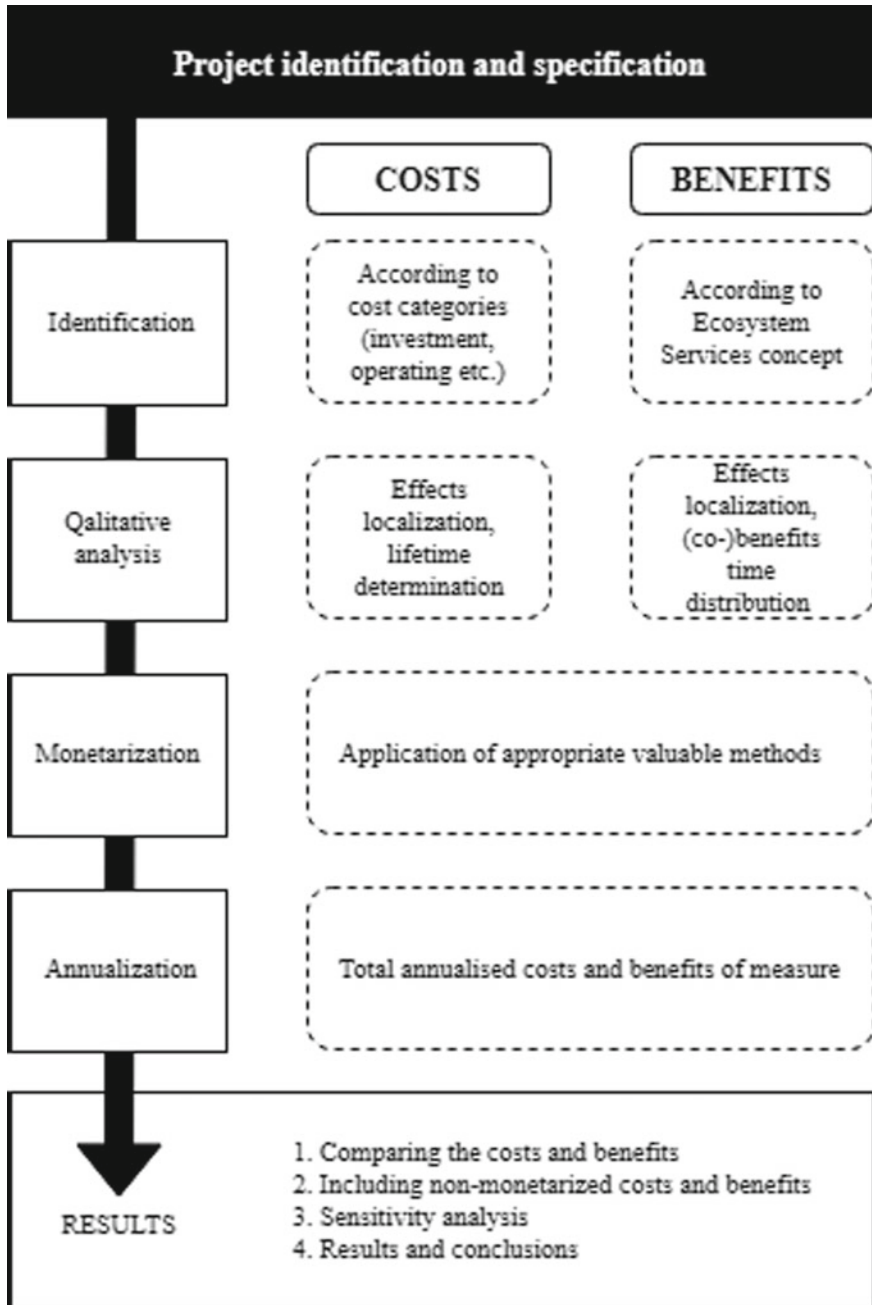 Project identification and specification
COSTS
BENEFITS
Identification
According to
cost categories
(investment,
operating etc.)
According to
Ecosystem
Services concept
Qalitative
analysis
Effects
localization,
lifetime
determination
Effects
localization,
(co-)benefits
time
distribution
Monetarization
Application of appropriate valuable methods
Annualization
Total annualised costs and benefits of measure
RESULTS
1. Comparing the costs and benefits
2. Including non-monetarized costs and benefits
3. Sensitivity analysis
4. Results and conclusions